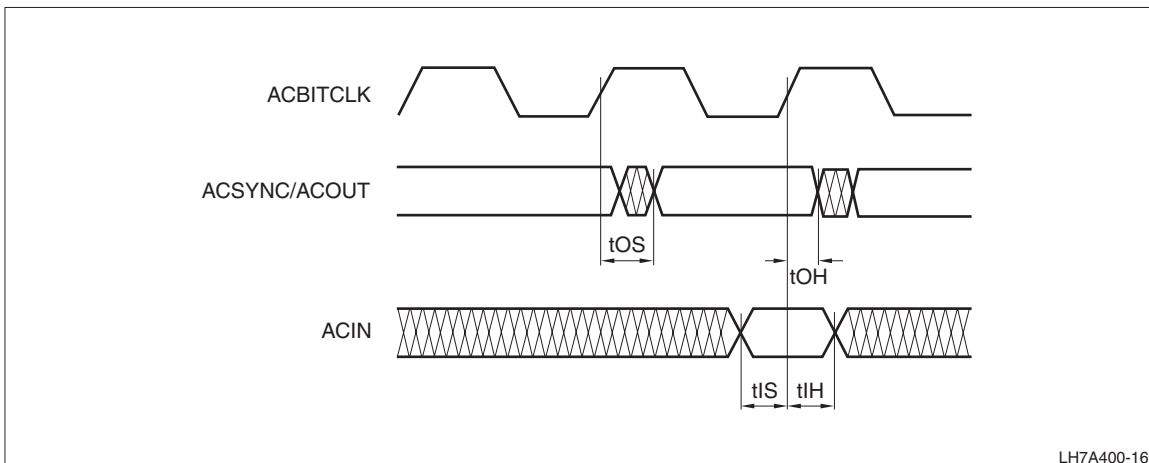 ACBITCLK
ACSYNC/ACOUT
tOS
tOH
ACIN
tIS
tIH
LH7A400-16